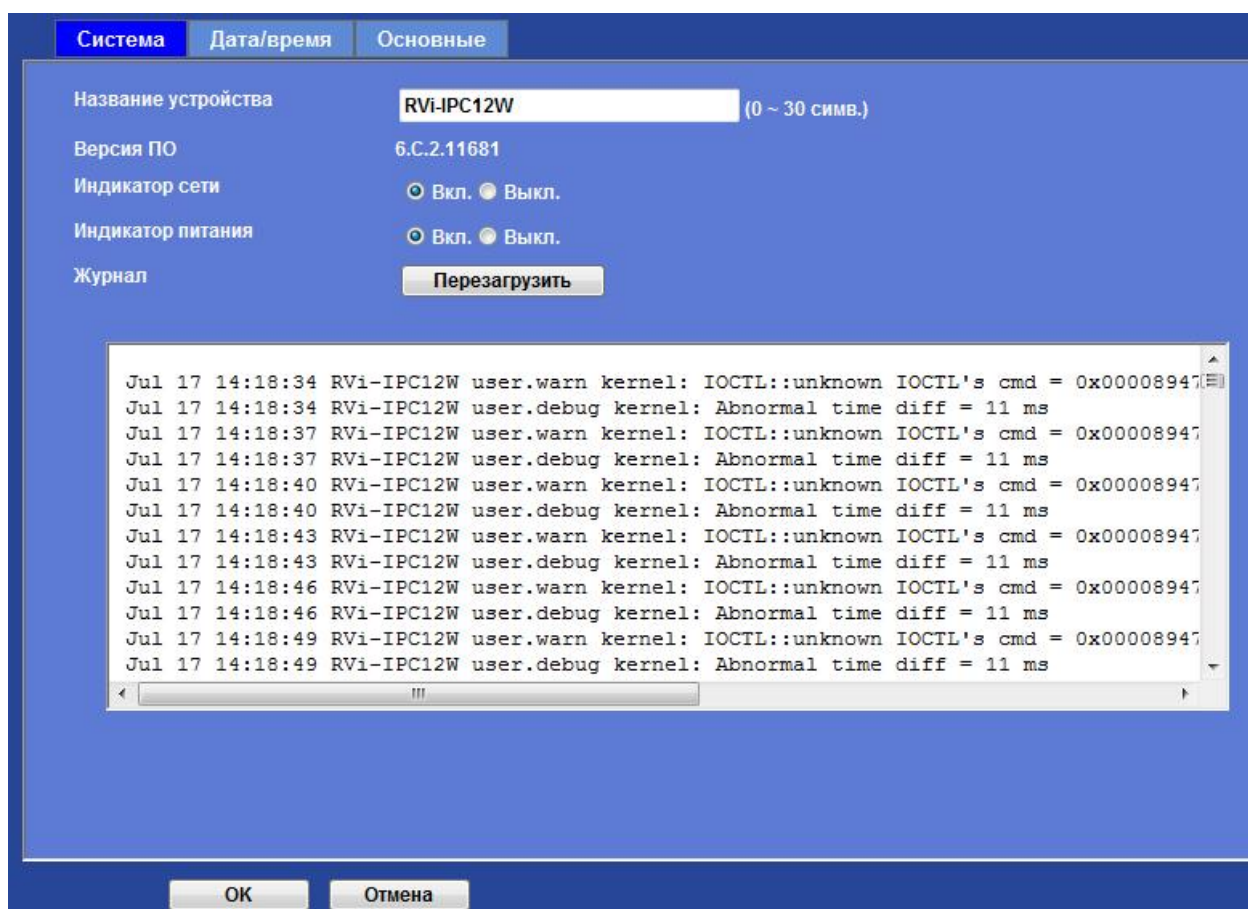 Система Дата/время Основные
Название устройства RVi-IPC12W (0 ~ 30 симв.)
Версия ПО 6.C.2.11681
Индикатор сети Вкл. Выкл.
Индикатор питания Вкл. Выкл.
Журнал Перезагрузить
Jul 17 14:18:34 RVi-IPC12W user.warn kernel: IOCTL::unknown IOCTL's cmd = 0x00008947
Jul 17 14:18:34 RVi-IPC12W user.debug kernel: Abnormal time diff = 11 ms
Jul 17 14:18:37 RVi-IPC12W user.warn kernel: IOCTL::unknown IOCTL's cmd = 0x00008947
Jul 17 14:18:37 RVi-IPC12W user.debug kernel: Abnormal time diff = 11 ms
Jul 17 14:18:40 RVi-IPC12W user.warn kernel: IOCTL::unknown IOCTL's cmd = 0x00008947
Jul 17 14:18:40 RVi-IPC12W user.debug kernel: Abnormal time diff = 11 ms
Jul 17 14:18:43 RVi-IPC12W user.warn kernel: IOCTL::unknown IOCTL's cmd = 0x00008947
Jul 17 14:18:43 RVi-IPC12W user.debug kernel: Abnormal time diff = 11 ms
Jul 17 14:18:46 RVi-IPC12W user.warn kernel: IOCTL::unknown IOCTL's cmd = 0x00008947
Jul 17 14:18:46 RVi-IPC12W user.debug kernel: Abnormal time diff = 11 ms
Jul 17 14:18:49 RVi-IPC12W user.warn kernel: IOCTL::unknown IOCTL's cmd = 0x00008947
Jul 17 14:18:49 RVi-IPC12W user.debug kernel: Abnormal time diff = 11 ms
OK Отмена